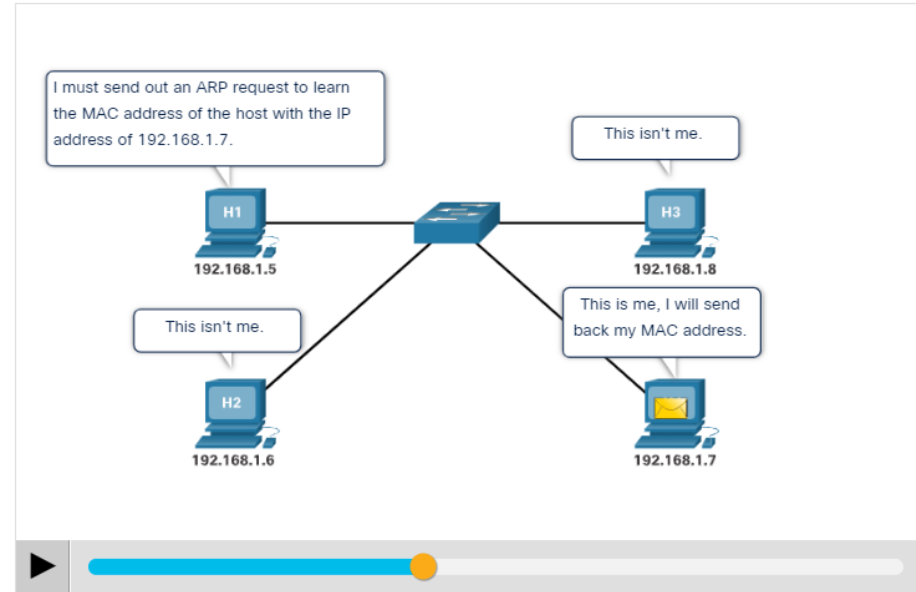 I must send out an ARP request to learn
the MAC address of the host with the IP
address of 192.168.1.7.
This isn't me.
H1
H3
192.168.1.5
192.168.1.8
This is me, I will send
back my MAC address.
This isn't me.
H2
192.168.1.6
192.168.1.7